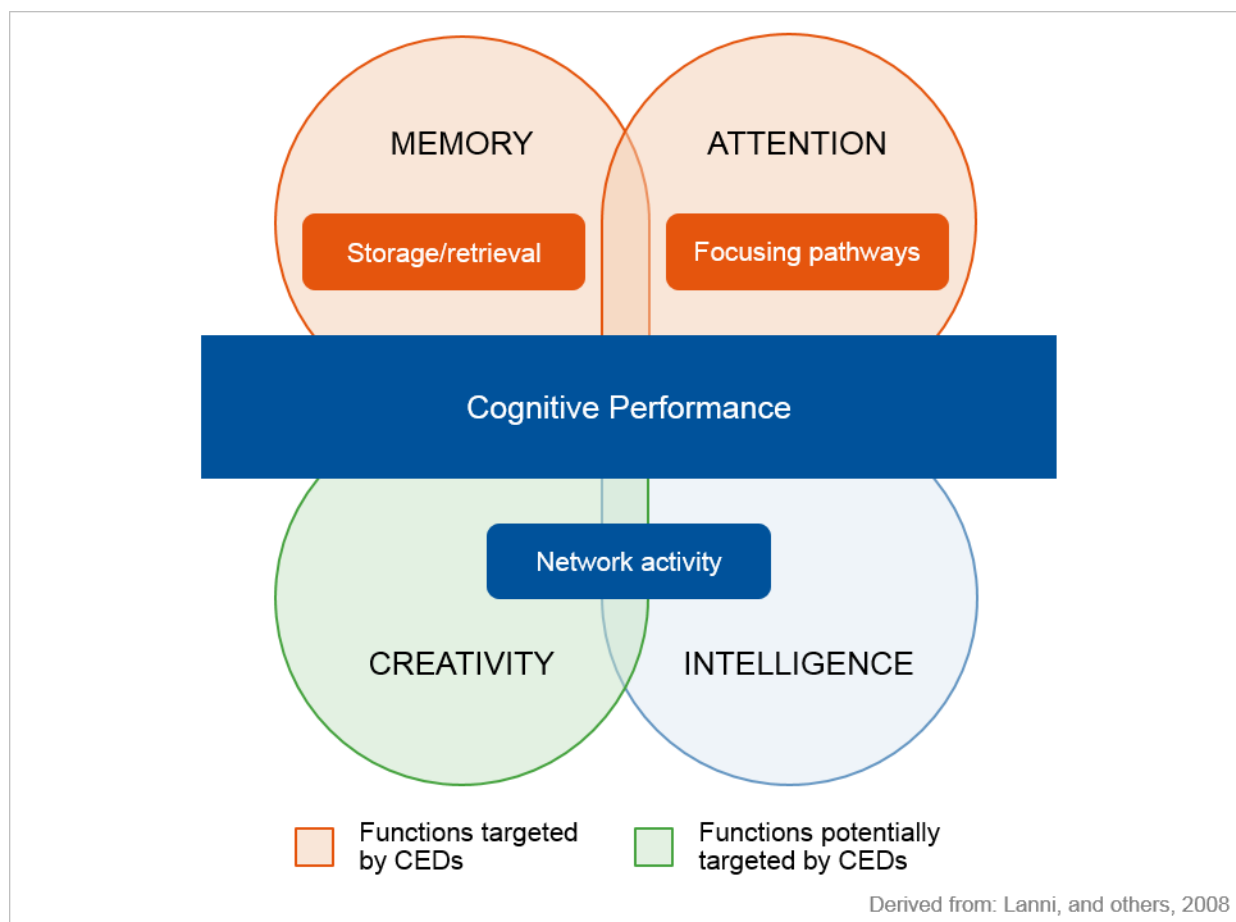 MEMORY
ATTENTION
Storage/retrieval
Focusing pathways
Cognitive Performance
Network activity
CREATIVITY
INTELLIGENCE
Functions targeted
by CEDs
Functions potentially
targeted by CEDs
Derived from: Lanni, and others, 2008